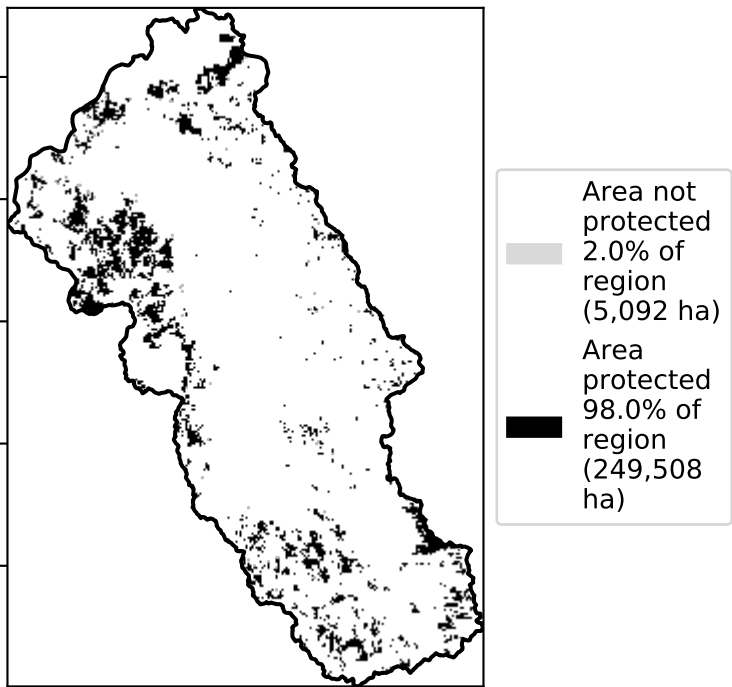 Area not
protected
2.0% of
region
(5,092 ha)
Area
protected
98.0% of
region
(249,508
ha)